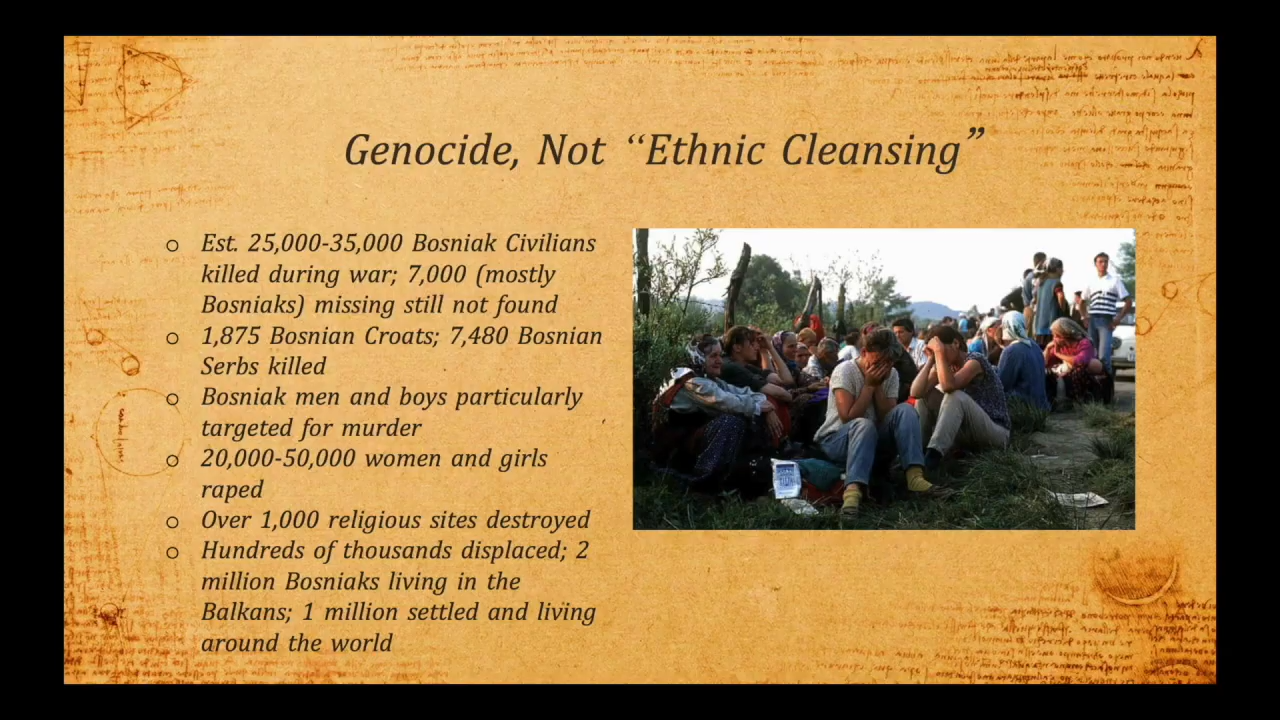 Genocide, Not “Ethnic Cleansing”
Est. 25,000-35,000 Bosniak Civilians
killed during war; 7,000 (mostly
Bosniaks) missing still not found
1,875 Bosnian Croats; 7,480 Bosnian
Serbs killed
Bosniak men and boys particularly
targeted for murder
20,000-50,000 women and girls
raped
Over 1,000 religious sites destroyed
Hundreds of thousands displaced; 2
million Bosniaks living in the
Balkans; 1 million settled and living
around the world